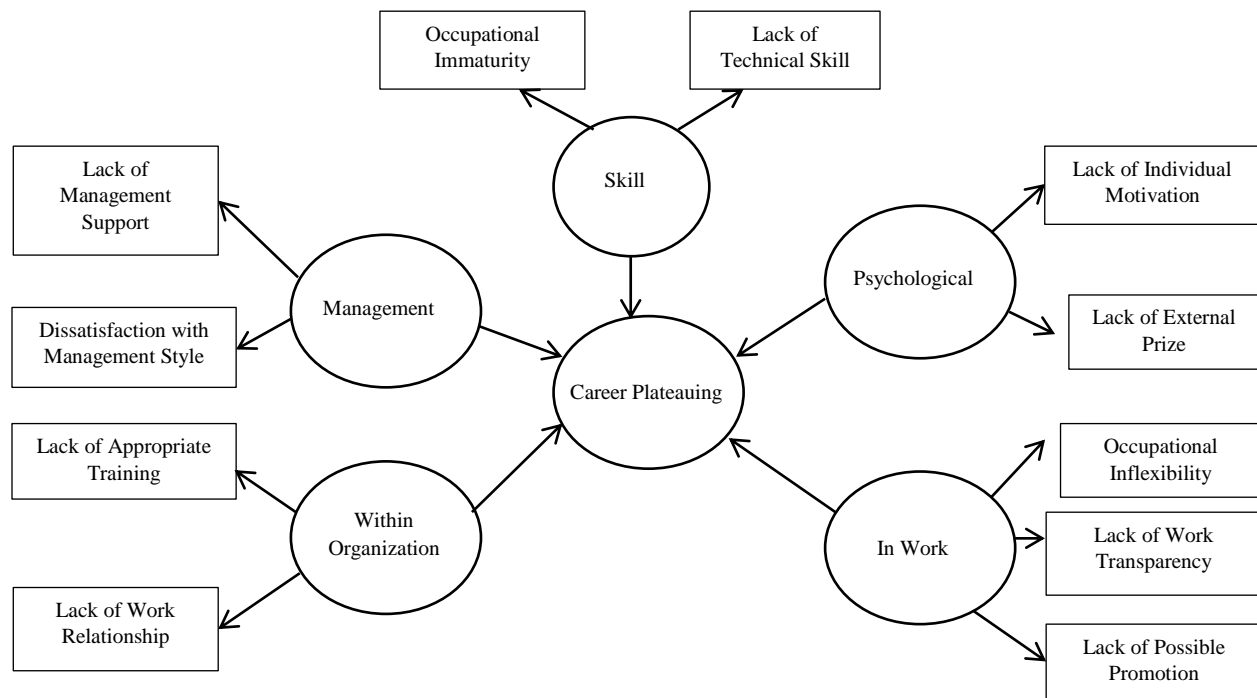 Occupational
Immaturity
Lack of
Technical Skill
Lack of
Management
Support
Skill
Lack of Individual
Motivation
Management
Psychological
Dissatisfaction with
Management Style
Lack of External
Prize
Career Plateauing
Lack of Appropriate
Training
Occupational
Inflexibility
Within
Organization
In Work
Lack of Work
Transparency
Lack of Work
Relationship
Lack of Possible
Promotion